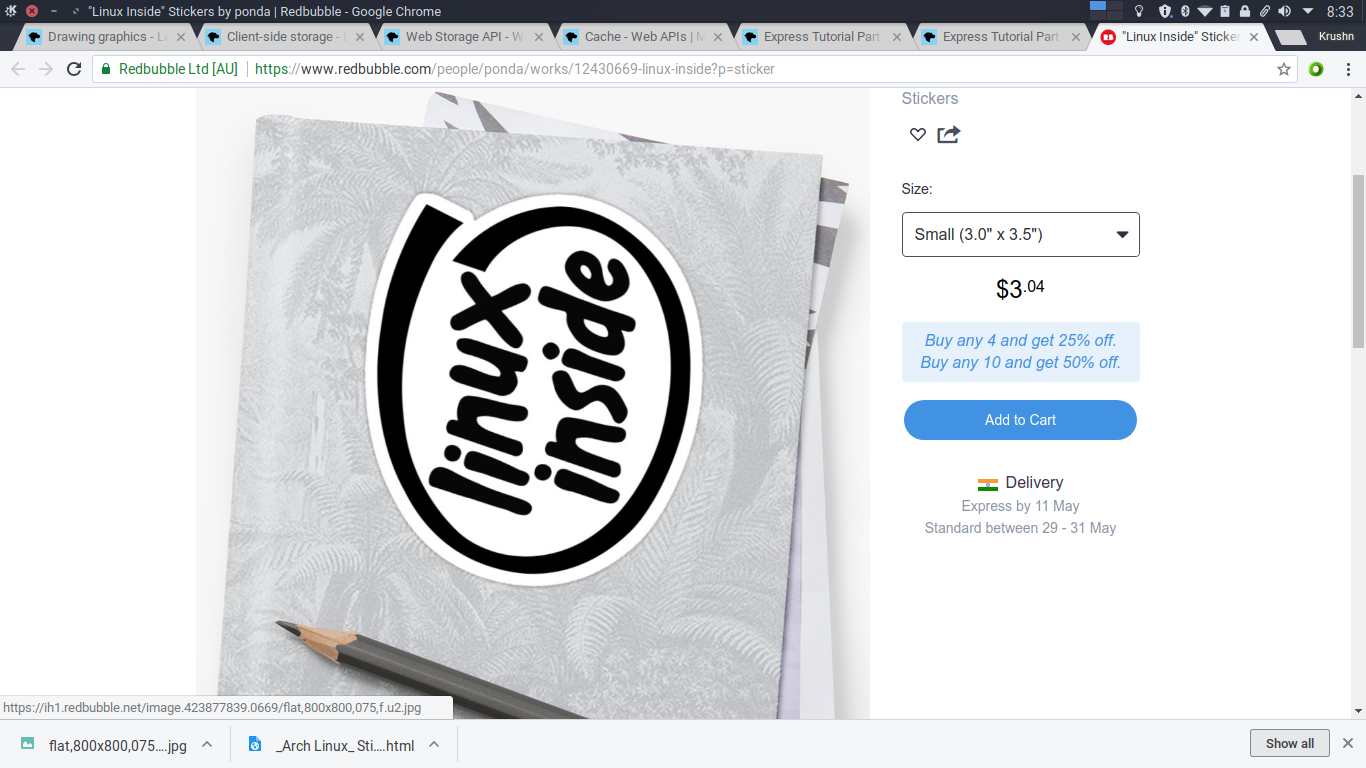 "Linux Inside" Stickers by ponda | Redbubble - Google Chrome
8:33
Drawing graphics - Le
Client-side storage - L
Web Storage API - W
Cache - Web APIs | M
Express Tutorial Part
Express Tutorial Part
"Linux Inside" Sticker
Krushn
Redbubble Ltd [AU]
https://www.redbubble.com/people/ponda/works/12430669-linux-inside?p=sticker
Stickers
Size:
Small (3.0" x 3.5")
$3.04
Buy any 4 and get 25% off.
Buy any 10 and get 50% off.
Add to Cart
Delivery
Express by 11 May
Standard between 29 - 31 May
linux
inside
https://ih1.redbubble.net/image.423877839.0669/flat,800x800,075,f.u2.jpg
flat,800x800,075....jpg
_Arch Linux_ Sti....html
Show all